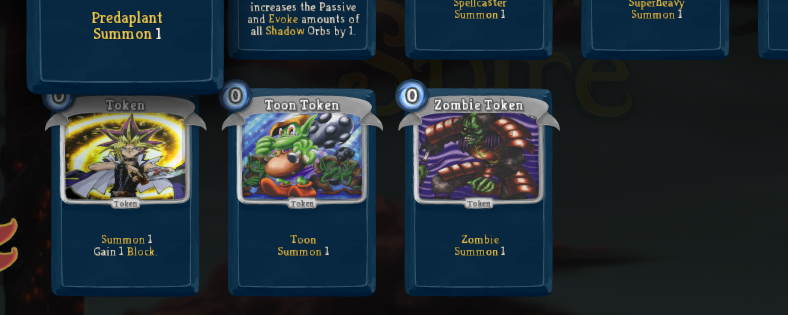 Predaplant
Summon 1
increases the Passive
and Evoke amounts of
all Shadow Orbs by 1.
Spellcaster
Summon 1
Superheavy
Summon 1
0
Token
Token
Summon 1
Gain 1 Block.
0
Toon Token
Token
Toon
Summon 1
0
Zombie Token
Token
Zombie
Summon 1